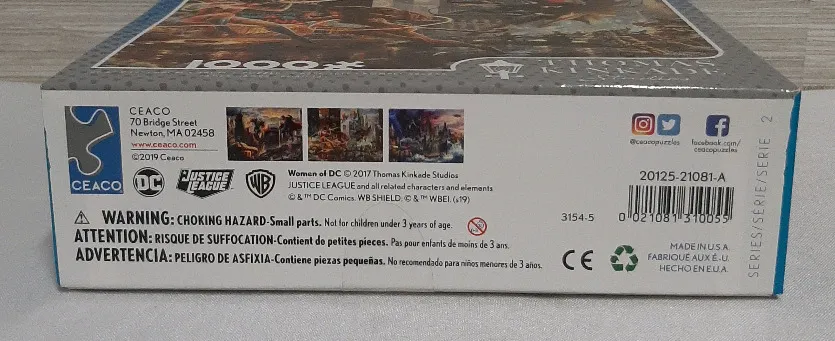 1000
THOMAS
KINKADE
CEACO
70 Bridge Street
Newton, MA 02458
www.ceaco.com
©2019 Ceaco
CEACO
DC
JUSTICE
LEAGUE
WB
Women of DC © 2017 Thomas Kinkade Studios
JUSTICE LEAGUE and all related characters and elements
© & ™ DC Comics. WB SHIELD: © & ™ WBEI. (s19)
@ceacopuzzles
facebook.com/
ceacopuzzles
20125-21081-A
3154-5
0 021081 310055
⚠ WARNING: CHOKING HAZARD-Small parts. Not for children under 3 years of age.
ATTENTION: RISQUE DE SUFFOCATION-Contient de petites pieces. Pas pour enfants de moins de 3 ans.
ADVERTENCIA: PELIGRO DE ASFIXIA-Contiene piezas pequeñas. No recomendado para niños menores de 3 años.
CE
MADE IN U.S.A.
FABRIQUÉ AUX É.-U.
HECHO EN E.U.A.
SERIES/SÉRIE/SERIE 2